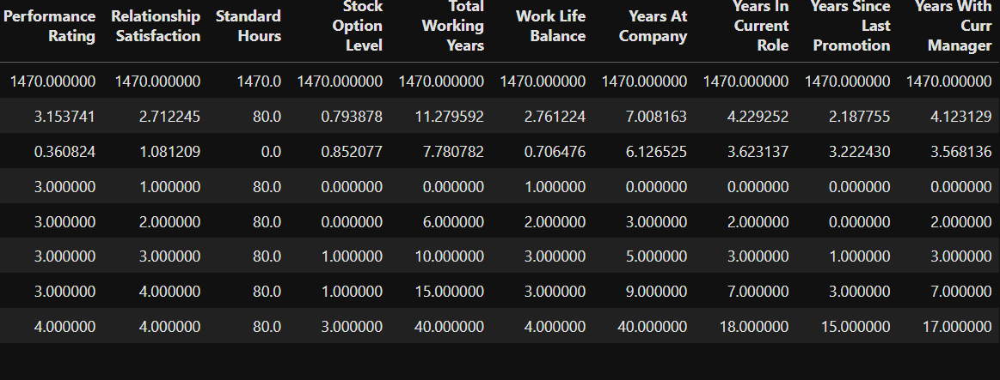 Performance Rating Relationship Satisfaction Standard Hours Stock Option Level Total Working Years Work Life Balance Years At Company Years In Current Role Years Since Last Promotion Years With Curr Manager
1470.000000 1470.000000 1470.0 1470.000000 1470.000000 1470.000000 1470.000000 1470.000000 1470.000000 1470.000000
3.153741 2.712245 80.0 0.793878 11.279592 2.761224 7.008163 4.229252 2.187755 4.123129
0.360824 1.081209 0.0 0.852077 7.780782 0.706476 6.126525 3.623137 3.222430 3.568136
3.000000 1.000000 80.0 0.000000 0.000000 1.000000 0.000000 0.000000 0.000000 0.000000
3.000000 2.000000 80.0 0.000000 6.000000 2.000000 3.000000 2.000000 0.000000 2.000000
3.000000 3.000000 80.0 1.000000 10.000000 3.000000 5.000000 3.000000 1.000000 3.000000
3.000000 4.000000 80.0 1.000000 15.000000 3.000000 9.000000 7.000000 3.000000 7.000000
4.000000 4.000000 80.0 3.000000 40.000000 4.000000 40.000000 18.000000 15.000000 17.000000